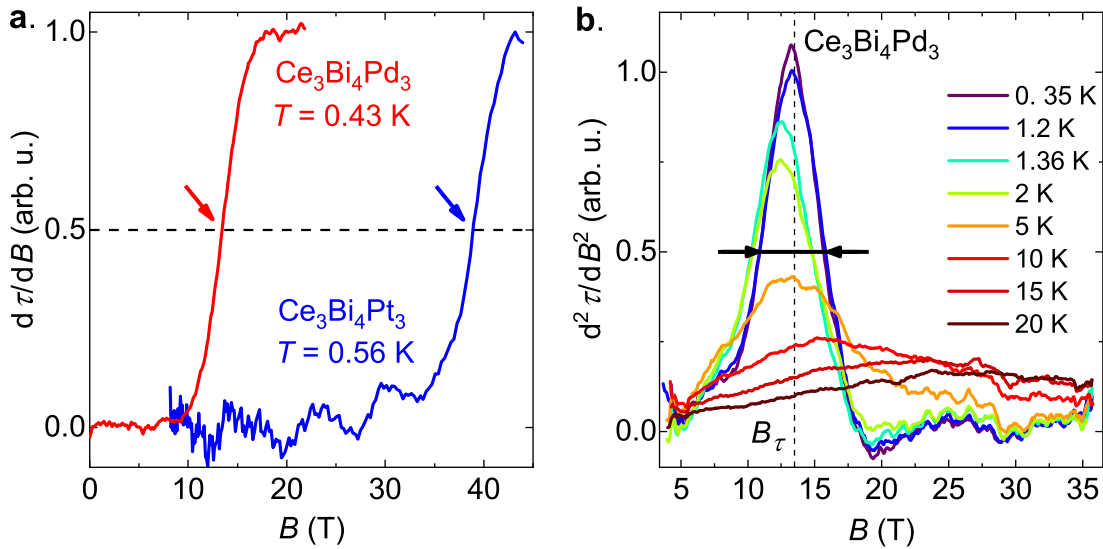 a.
1.0
0.5
0.0
dτ/dB (arb. u.)
Ce₃Bi₄Pd₃
T = 0.43 K
Ce₃Bi₄Pt₃
T = 0.56 K
0 10 20 30 40
B (T)
b.
1.0
0.5
0.0
d² τ/dB² (arb. u.)
Ce₃Bi₄Pd₃
0. 35 K
1.2 K
1.36 K
2 K
5 K
10 K
15 K
20 K
Bτ
5 10 15 20 25 30 35
B (T)